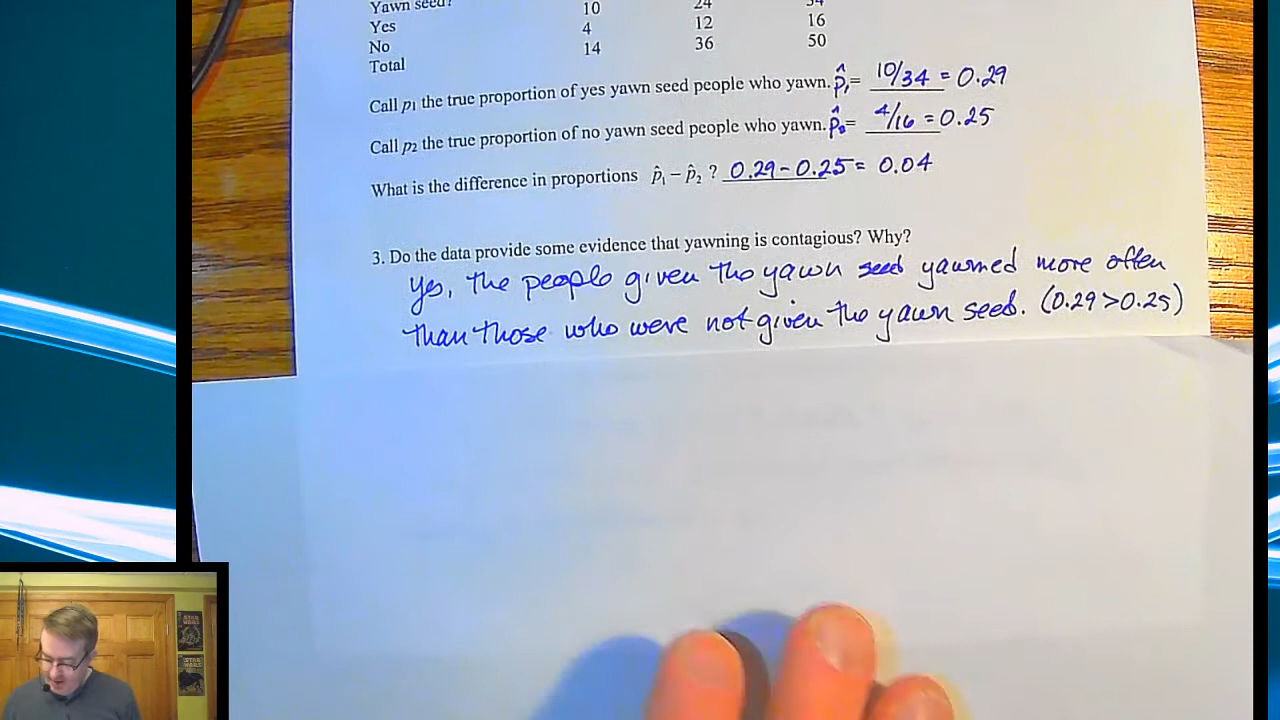 Yawn seed? 10 24 34
Yes 4 12 16
No 14 36 50
Total
Call p1 the true proportion of yes yawn seed people who yawn. p̂1= 10/34 = 0.29
Call p2 the true proportion of no yawn seed people who yawn. p̂2= 4/16 = 0.25
What is the difference in proportions p̂1 − p̂2 ? 0.29-0.25 = 0.04
3. Do the data provide some evidence that yawning is contagious? Why?
Yes, the people given the yawn seed yawned more often
than those who were not given the yawn seed. (0.29>0.25)
STAR WARS
STAR WARS